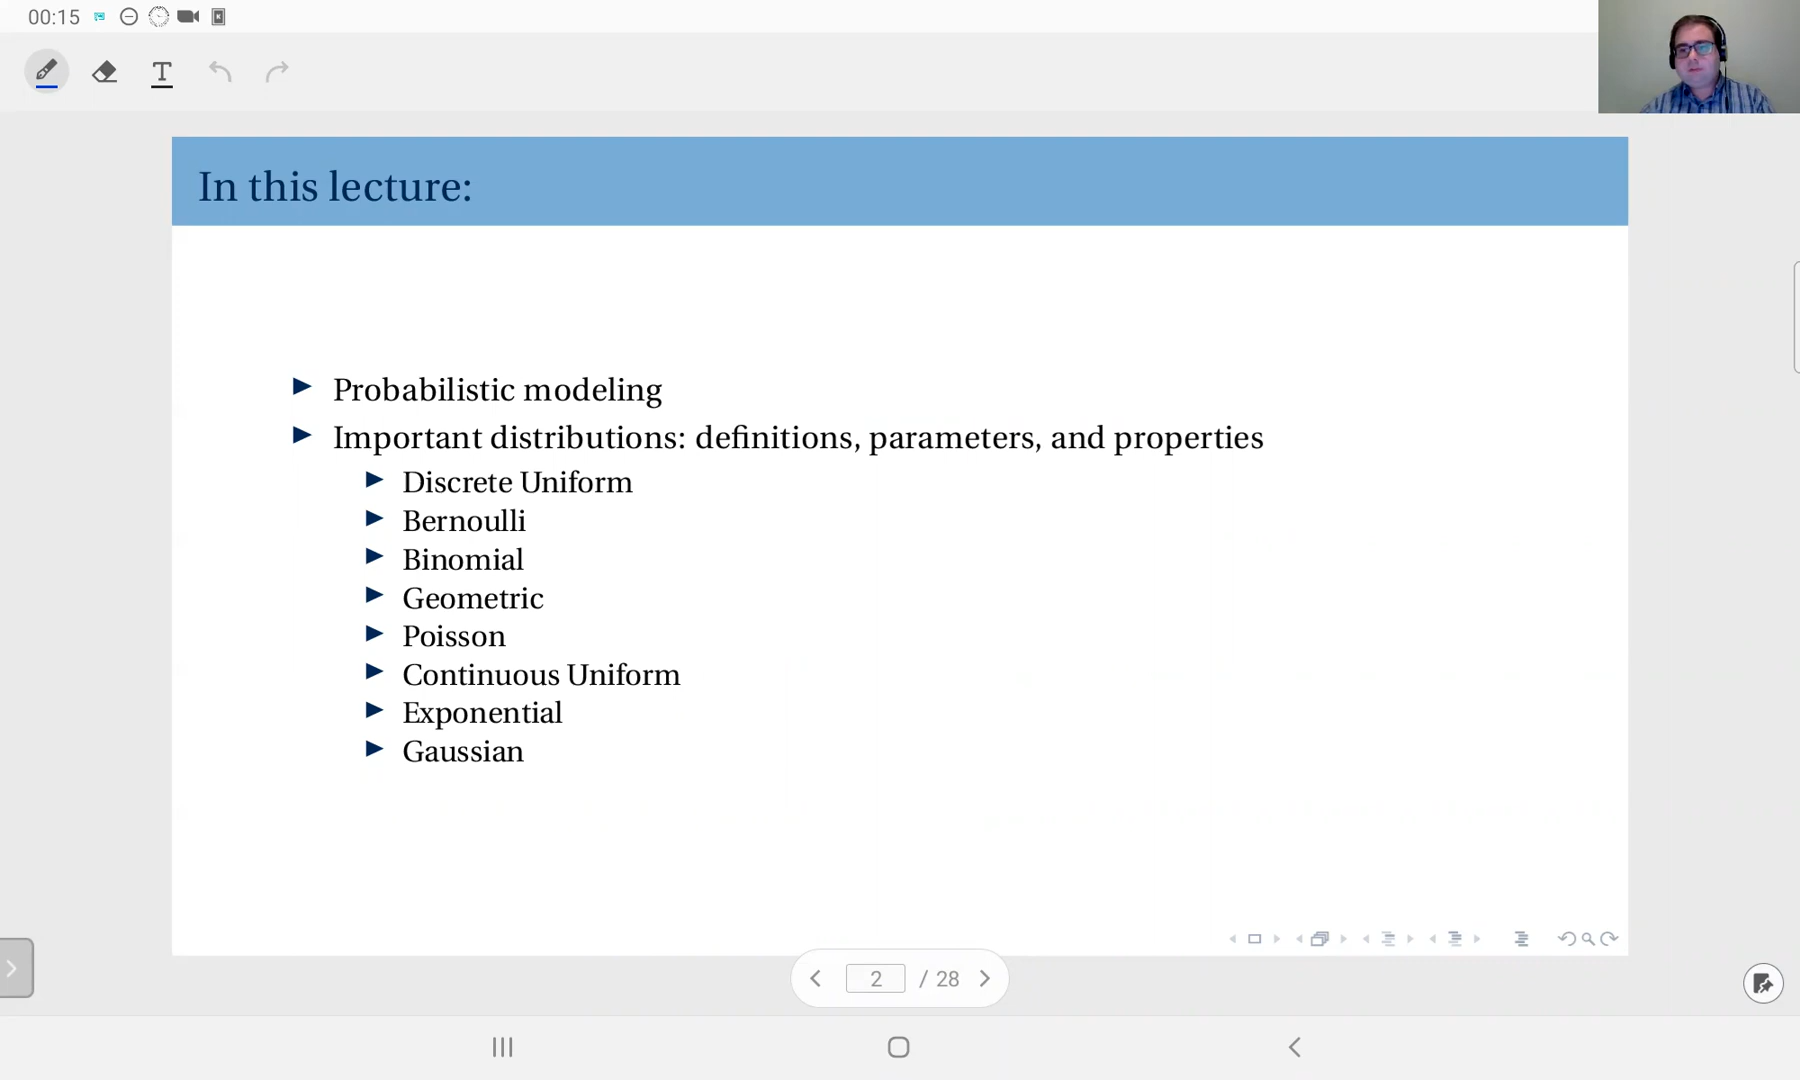 00:15
T
In this lecture:
Probabilistic modeling
Important distributions: definitions, parameters, and properties
Discrete Uniform
Bernoulli
Binomial
Geometric
Poisson
Continuous Uniform
Exponential
Gaussian
2 / 28